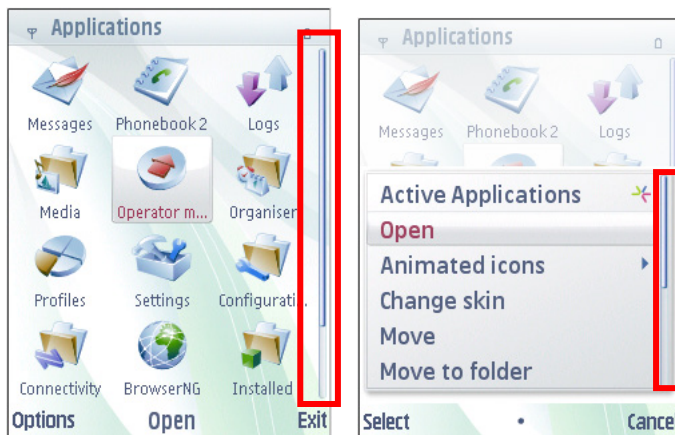 Applications
Messages Phonebook 2 Logs
Media Operator m... Organiser
Profiles Settings Configurati..
Connectivity BrowserNG Installed
Options Open Exit
Applications
Messages Phonebook 2 Logs
Active Applications
Open
Animated icons
Change skin
Move
Move to folder
Select Cance